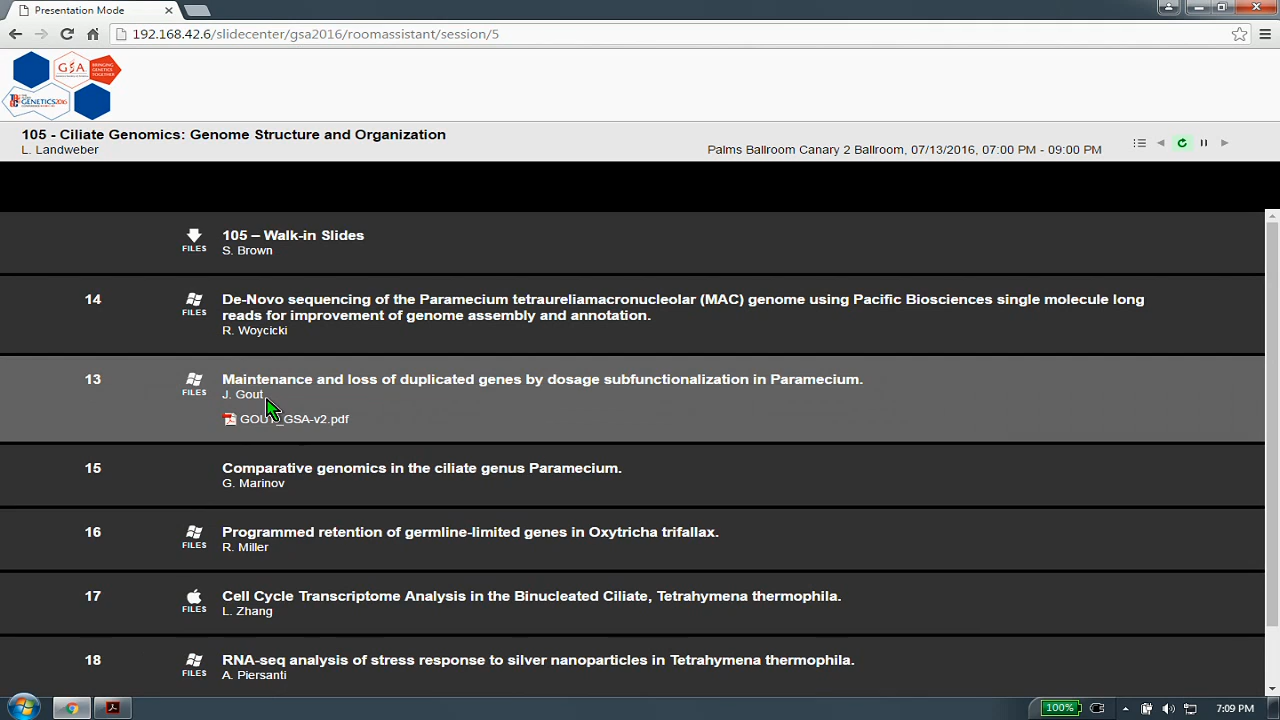 Presentation Mode
192.168.42.6/slidecenter/gsa2016/roomassistant/session/5
GSA
BRINGING
GENETICS
TOGETHER
GENETICS2016
105 - Ciliate Genomics: Genome Structure and Organization
L. Landweber
Palms Ballroom Canary 2 Ballroom, 07/13/2016, 07:00 PM - 09:00 PM
FILES
105 – Walk-in Slides
S. Brown
14
FILES
De-Novo sequencing of the Paramecium tetraureliamacronucleolar (MAC) genome using Pacific Biosciences single molecule long
reads for improvement of genome assembly and annotation.
R. Woycicki
13
FILES
Maintenance and loss of duplicated genes by dosage subfunctionalization in Paramecium.
J. Gout
GOUT_GSA-v2.pdf
15
Comparative genomics in the ciliate genus Paramecium.
G. Marinov
16
FILES
Programmed retention of germline-limited genes in Oxytricha trifallax.
R. Miller
17
FILES
Cell Cycle Transcriptome Analysis in the Binucleated Ciliate, Tetrahymena thermophila.
L. Zhang
18
FILES
RNA-seq analysis of stress response to silver nanoparticles in Tetrahymena thermophila.
A. Piersanti
100%
7:09 PM